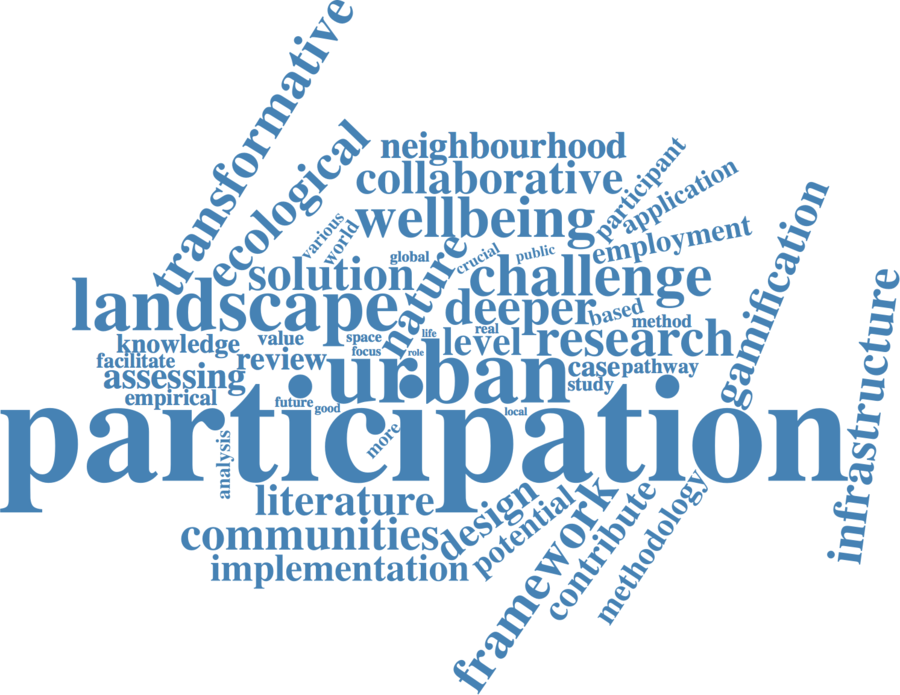 transformative
ecological
neighbourhood
collaborative
wellbeing
participant
application
employment
various
world
global
crucial
public
solution
nature
challenge
landscape
deeper
based
method
gamification
infrastructure
knowledge
value
space
life
real
level
research
facilitate
review
focus
role
urban
case
pathway
assessing
study
empirical
future
good
local
participation
more
analysis
literature
design
potential
framework
contribute
methodology
communities
implementation